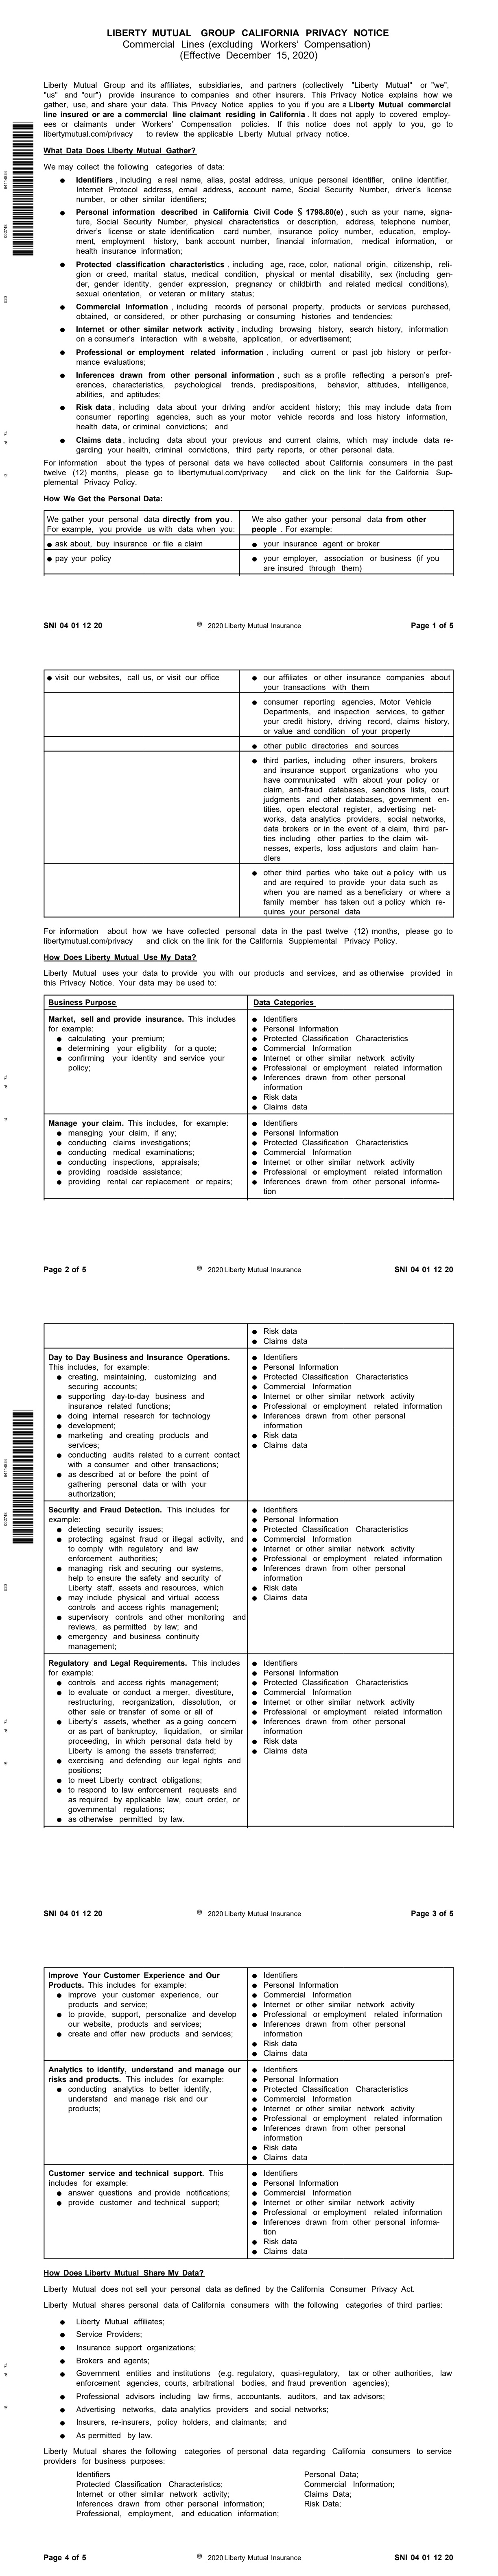 LIBERTY MUTUAL GROUP CALIFORNIA PRIVACY NOTICE
Commercial Lines (excluding Workers' Compensation)
(Effective December 15, 2020)
Liberty Mutual Group and its affiliates, subsidiaries, and partners (collectively "Liberty Mutual" or "we",
"us" and "our") provide insurance to companies and other insurers. This Privacy Notice explains how we
gather, use, and share your data. This Privacy Notice applies to you if you are a Liberty Mutual commercial
line insured or are a commercial line claimant residing in California . It does not apply to covered employ-
ees or claimants under Workers' Compensation policies. If this notice does not apply to you, go to
libertymutual.com/privacy to review the applicable Liberty Mutual privacy notice.
What Data Does Liberty Mutual Gather?
We may collect the following categories of data:
● Identifiers , including a real name, alias, postal address, unique personal identifier, online identifier,
Internet Protocol address, email address, account name, Social Security Number, driver's license
number, or other similar identifiers;
● Personal information described in California Civil Code § 1798.80(e) , such as your name, signa-
ture, Social Security Number, physical characteristics or description, address, telephone number,
driver's license or state identification card number, insurance policy number, education, employ-
ment, employment history, bank account number, financial information, medical information, or
health insurance information;
● Protected classification characteristics , including age, race, color, national origin, citizenship, reli-
gion or creed, marital status, medical condition, physical or mental disability, sex (including gen-
der, gender identity, gender expression, pregnancy or childbirth and related medical conditions),
sexual orientation, or veteran or military status;
● Commercial information , including records of personal property, products or services purchased,
obtained, or considered, or other purchasing or consuming histories and tendencies;
● Internet or other similar network activity , including browsing history, search history, information
on a consumer's interaction with a website, application, or advertisement;
● Professional or employment related information , including current or past job history or perfor-
mance evaluations;
● Inferences drawn from other personal information , such as a profile reflecting a person's pref-
erences, characteristics, psychological trends, predispositions, behavior, attitudes, intelligence,
abilities, and aptitudes;
● Risk data , including data about your driving and/or accident history; this may include data from
consumer reporting agencies, such as your motor vehicle records and loss history information,
health data, or criminal convictions; and
● Claims data , including data about your previous and current claims, which may include data re-
garding your health, criminal convictions, third party reports, or other personal data.
For information about the types of personal data we have collected about California consumers in the past
twelve (12) months, please go to libertymutual.com/privacy and click on the link for the California Sup-
plemental Privacy Policy.
How We Get the Personal Data:
We gather your personal data directly from you .
For example, you provide us with data when you:
We also gather your personal data from other
people . For example:
● ask about, buy insurance or file a claim
● your insurance agent or broker
● pay your policy
● your employer, association or business (if you
are insured through them)
SNI 04 01 12 20
© 2020 Liberty Mutual Insurance
Page 1 of 5
● visit our websites, call us, or visit our office
● our affiliates or other insurance companies about
your transactions with them
● consumer reporting agencies, Motor Vehicle
Departments, and inspection services, to gather
your credit history, driving record, claims history,
or value and condition of your property
● other public directories and sources
● third parties, including other insurers, brokers
and insurance support organizations who you
have communicated with about your policy or
claim, anti-fraud databases, sanctions lists, court
judgments and other databases, government en-
tities, open electoral register, advertising net-
works, data analytics providers, social networks,
data brokers or in the event of a claim, third par-
ties including other parties to the claim wit-
nesses, experts, loss adjustors and claim han-
dlers
● other third parties who take out a policy with us
and are required to provide your data such as
when you are named as a beneficiary or where a
family member has taken out a policy which re-
quires your personal data
For information about how we have collected personal data in the past twelve (12) months, please go to
libertymutual.com/privacy and click on the link for the California Supplemental Privacy Policy.
How Does Liberty Mutual Use My Data?
Liberty Mutual uses your data to provide you with our products and services, and as otherwise provided in
this Privacy Notice. Your data may be used to:
Business Purpose
Data Categories
Market, sell and provide insurance. This includes
for example:
● calculating your premium;
● determining your eligibility for a quote;
● confirming your identity and service your
policy;
● Identifiers
● Personal Information
● Protected Classification Characteristics
● Commercial Information
● Internet or other similar network activity
● Professional or employment related information
● Inferences drawn from other personal
information
● Risk data
● Claims data
Manage your claim. This includes, for example:
● managing your claim, if any;
● conducting claims investigations;
● conducting medical examinations;
● conducting inspections, appraisals;
● providing roadside assistance;
● providing rental car replacement or repairs;
● Identifiers
● Personal Information
● Protected Classification Characteristics
● Commercial Information
● Internet or other similar network activity
● Professional or employment related information
● Inferences drawn from other personal informa-
tion
Page 2 of 5
© 2020 Liberty Mutual Insurance
SNI 04 01 12 20
● Risk data
● Claims data
Day to Day Business and Insurance Operations.
This includes, for example:
● creating, maintaining, customizing and
securing accounts;
● supporting day-to-day business and
insurance related functions;
● doing internal research for technology
● development;
● marketing and creating products and
services;
● conducting audits related to a current contact
with a consumer and other transactions;
● as described at or before the point of
gathering personal data or with your
authorization;
● Identifiers
● Personal Information
● Protected Classification Characteristics
● Commercial Information
● Internet or other similar network activity
● Professional or employment related information
● Inferences drawn from other personal
information
● Risk data
● Claims data
Security and Fraud Detection. This includes for
example:
● detecting security issues;
● protecting against fraud or illegal activity, and
to comply with regulatory and law
enforcement authorities;
● managing risk and securing our systems,
help to ensure the safety and security of
Liberty staff, assets and resources, which
● may include physical and virtual access
controls and access rights management;
● supervisory controls and other monitoring and
reviews, as permitted by law; and
● emergency and business continuity
management;
● Identifiers
● Personal Information
● Protected Classification Characteristics
● Commercial Information
● Internet or other similar network activity
● Professional or employment related information
● Inferences drawn from other personal
information
● Risk data
● Claims data
Regulatory and Legal Requirements. This includes
for example:
● controls and access rights management;
● to evaluate or conduct a merger, divestiture,
restructuring, reorganization, dissolution, or
other sale or transfer of some or all of
● Liberty's assets, whether as a going concern
or as part of bankruptcy, liquidation, or similar
proceeding, in which personal data held by
Liberty is among the assets transferred;
● exercising and defending our legal rights and
positions;
● to meet Liberty contract obligations;
● to respond to law enforcement requests and
as required by applicable law, court order, or
governmental regulations;
● as otherwise permitted by law.
● Identifiers
● Personal Information
● Protected Classification Characteristics
● Commercial Information
● Internet or other similar network activity
● Professional or employment related information
● Inferences drawn from other personal
information
● Risk data
● Claims data
SNI 04 01 12 20
© 2020 Liberty Mutual Insurance
Page 3 of 5
Improve Your Customer Experience and Our
Products. This includes for example:
● improve your customer experience, our
products and service;
● to provide, support, personalize and develop
our website, products and services;
● create and offer new products and services;
● Identifiers
● Personal Information
● Commercial Information
● Internet or other similar network activity
● Professional or employment related information
● Inferences drawn from other personal
information
● Risk data
● Claims data
Analytics to identify, understand and manage our
risks and products. This includes for example:
● conducting analytics to better identify,
understand and manage risk and our
products;
● Identifiers
● Personal Information
● Protected Classification Characteristics
● Commercial Information
● Internet or other similar network activity
● Professional or employment related information
● Inferences drawn from other personal
information
● Risk data
● Claims data
Customer service and technical support. This
includes for example:
● answer questions and provide notifications;
● provide customer and technical support;
● Identifiers
● Personal Information
● Commercial Information
● Internet or other similar network activity
● Professional or employment related information
● Inferences drawn from other personal informa-
tion
● Risk data
● Claims data
How Does Liberty Mutual Share My Data?
Liberty Mutual does not sell your personal data as defined by the California Consumer Privacy Act.
Liberty Mutual shares personal data of California consumers with the following categories of third parties:
● Liberty Mutual affiliates;
● Service Providers;
● Insurance support organizations;
● Brokers and agents;
● Government entities and institutions (e.g. regulatory, quasi-regulatory, tax or other authorities, law
enforcement agencies, courts, arbitrational bodies, and fraud prevention agencies);
● Professional advisors including law firms, accountants, auditors, and tax advisors;
● Advertising networks, data analytics providers and social networks;
● Insurers, re-insurers, policy holders, and claimants; and
● As permitted by law.
Liberty Mutual shares the following categories of personal data regarding California consumers to service
providers for business purposes:
Identifiers
Personal Data;
Protected Classification Characteristics;
Commercial Information;
Internet or other similar network activity;
Claims Data;
Inferences drawn from other personal information;
Risk Data;
Professional, employment, and education information;
Page 4 of 5
© 2020 Liberty Mutual Insurance
SNI 04 01 12 20